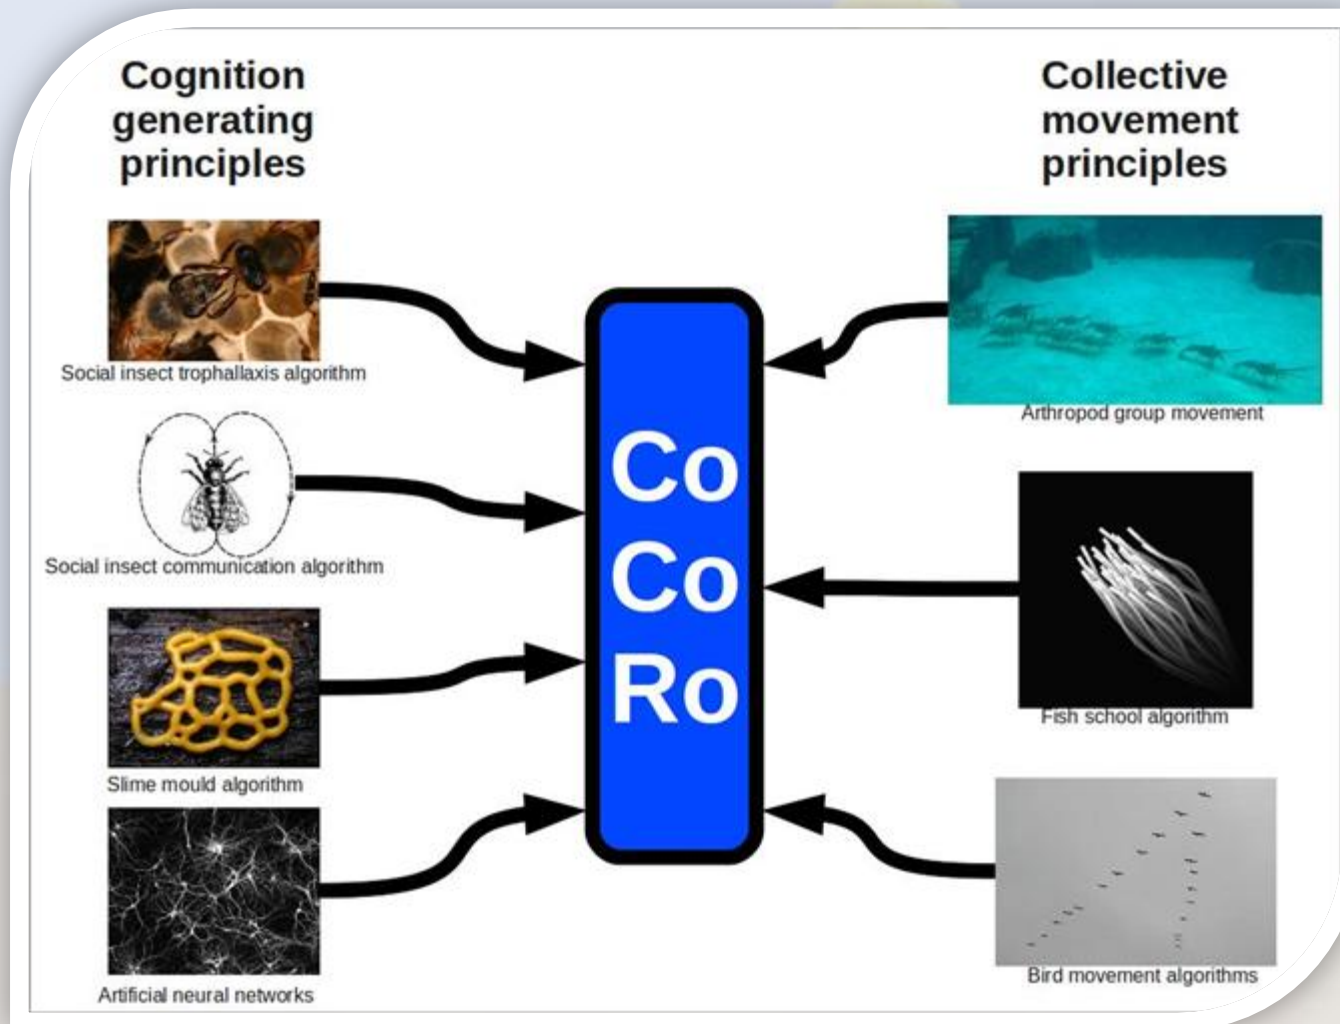 Cognition
generating
principles
Social insect trophallaxis algorithm
Social insect communication algorithm
Slime mould algorithm
Artificial neural networks
Co
Co
Ro
Collective
movement
principles
Arthropod group movement
Fish school algorithm
Bird movement algorithms